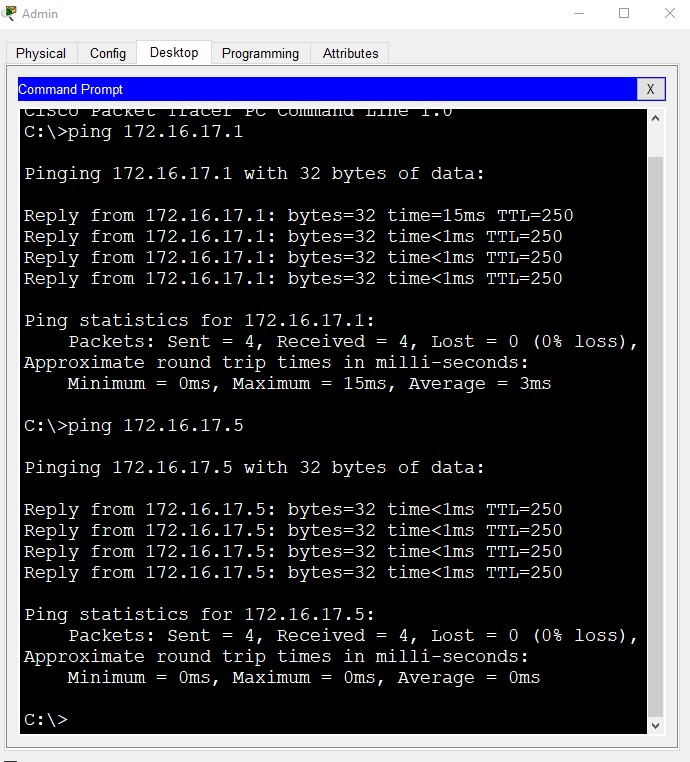 Admin
Physical Config Desktop Programming Attributes
Command Prompt X
Cisco Packet Tracer PC Command Line 1.0
C:\>ping 172.16.17.1
Pinging 172.16.17.1 with 32 bytes of data:
Reply from 172.16.17.1: bytes=32 time=15ms TTL=250
Reply from 172.16.17.1: bytes=32 time<1ms TTL=250
Reply from 172.16.17.1: bytes=32 time<1ms TTL=250
Reply from 172.16.17.1: bytes=32 time<1ms TTL=250
Ping statistics for 172.16.17.1:
Packets: Sent = 4, Received = 4, Lost = 0 (0% loss),
Approximate round trip times in milli-seconds:
Minimum = 0ms, Maximum = 15ms, Average = 3ms
C:\>ping 172.16.17.5
Pinging 172.16.17.5 with 32 bytes of data:
Reply from 172.16.17.5: bytes=32 time<1ms TTL=250
Reply from 172.16.17.5: bytes=32 time<1ms TTL=250
Reply from 172.16.17.5: bytes=32 time<1ms TTL=250
Reply from 172.16.17.5: bytes=32 time<1ms TTL=250
Ping statistics for 172.16.17.5:
Packets: Sent = 4, Received = 4, Lost = 0 (0% loss),
Approximate round trip times in milli-seconds:
Minimum = 0ms, Maximum = 0ms, Average = 0ms
C:\>